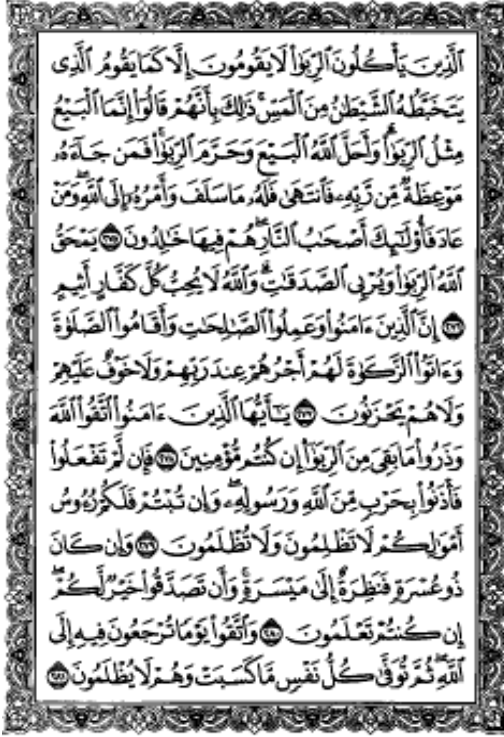 ٱلَّذِينَ يَأۡكُلُونَ ٱلرِّبَوٰاْ لَا يَقُومُونَ إِلَّا كَمَا يَقُومُ ٱلَّذِى
يَتَخَبَّطُهُ ٱلشَّيۡطَٰنُ مِنَ ٱلۡمَسِّۚ ذَٰلِكَ بِأَنَّهُمۡ قَالُوٓاْ إِنَّمَا ٱلۡبَيۡعُ
مِثۡلُ ٱلرِّبَوٰاْۗ وَأَحَلَّ ٱللَّهُ ٱلۡبَيۡعَ وَحَرَّمَ ٱلرِّبَوٰاْۚ فَمَن جَآءَهُۥ
مَوۡعِظَةٌ مِّن رَّبِّهِۦ فَٱنتَهَىٰ فَلَهُۥ مَا سَلَفَ وَأَمۡرُهُۥٓ إِلَى ٱللَّهِۖ وَمَنۡ
عَادَ فَأُوْلَٰٓئِكَ أَصۡحَٰبُ ٱلنَّارِۖ هُمۡ فِيهَا خَٰلِدُونَ ٢٧٥ يَمۡحَقُ
ٱللَّهُ ٱلرِّبَوٰاْ وَيُرۡبِى ٱلصَّدَقَٰتِۗ وَٱللَّهُ لَا يُحِبُّ كُلَّ كَفَّارٍ أَثِيمٍ
٢٧٦ إِنَّ ٱلَّذِينَ ءَامَنُواْ وَعَمِلُواْ ٱلصَّٰلِحَٰتِ وَأَقَامُواْ ٱلصَّلَوٰةَ
وَءَاتَوُاْ ٱلزَّكَوٰةَ لَهُمۡ أَجۡرُهُمۡ عِندَ رَبِّهِمۡ وَلَا خَوۡفٌ عَلَيۡهِمۡ
وَلَا هُمۡ يَحۡزَنُونَ ٢٧٧ يَٰٓأَيُّهَا ٱلَّذِينَ ءَامَنُواْ ٱتَّقُواْ ٱللَّهَ
وَذَرُواْ مَا بَقِىَ مِنَ ٱلرِّبَوٰٓاْ إِن كُنتُم مُّؤۡمِنِينَ ٢٧٨ فَإِن لَّمۡ تَفۡعَلُواْ
فَأۡذَنُواْ بِحَرۡبٍ مِّنَ ٱللَّهِ وَرَسُولِهِۦۖ وَإِن تُبۡتُمۡ فَلَكُمۡ رُءُوسُ
أَمۡوَٰلِكُمۡ لَا تَظۡلِمُونَ وَلَا تُظۡلَمُونَ ٢٧٩ وَإِن كَانَ
ذُو عُسۡرَةٍ فَنَظِرَةٌ إِلَىٰ مَيۡسَرَةٍۚ وَأَن تَصَدَّقُواْ خَيۡرٌ لَّكُمۡۖ
إِن كُنتُمۡ تَعۡلَمُونَ ٢٨٠ وَٱتَّقُواْ يَوۡمًا تُرۡجَعُونَ فِيهِ إِلَى
ٱللَّهِۖ ثُمَّ تُوَفَّىٰ كُلُّ نَفۡسٍ مَّا كَسَبَتۡ وَهُمۡ لَا يُظۡلَمُونَ ٢٨١